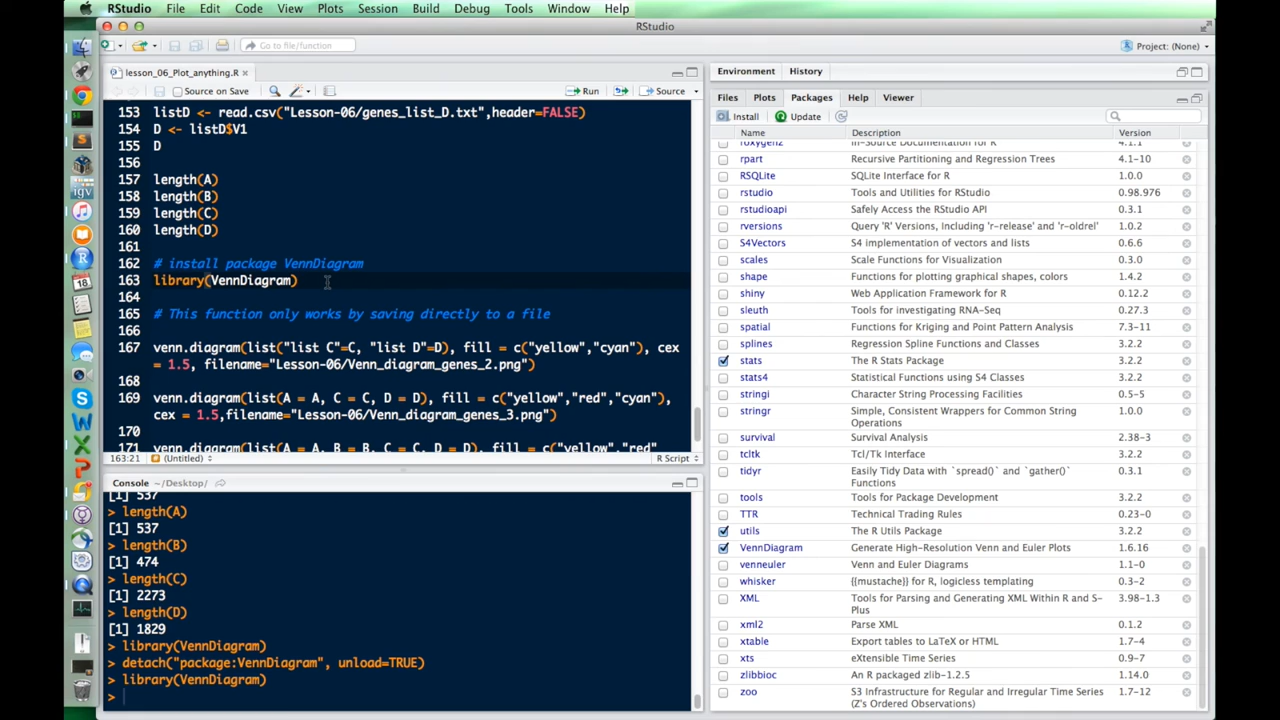 RStudio File Edit Code View Plots Session Build Debug Tools Window Help
RStudio
Go to file/function
Project: (None)
lesson_06_Plot_anything.R
Source on Save
Run
Source
153 listD <- read.csv("Lesson-06/genes_list_D.txt",header=FALSE)
154 D <- listD$V1
155 D
156
157 length(A)
158 length(B)
159 length(C)
160 length(D)
161
162 # install package VennDiagram
163 library(VennDiagram)
164
165 # This function only works by saving directly to a file
166
167 venn.diagram(list("list C"=C, "list D"=D), fill = c("yellow","cyan"), cex
= 1.5, filename="Lesson-06/Venn_diagram_genes_2.png")
168
169 venn.diagram(list(A = A, C = C, D = D), fill = c("yellow","red","cyan"),
cex = 1.5,filename="Lesson-06/Venn_diagram_genes_3.png")
170
171 venn.diagram(list(A = A, B = B, C = C, D = D), fill = c("yellow","red"
163:21 (Untitled) R Script
Console ~/Desktop/
[1] 537
> length(A)
[1] 537
> length(B)
[1] 474
> length(C)
[1] 2273
> length(D)
[1] 1829
> library(VennDiagram)
> detach("package:VennDiagram", unload=TRUE)
> library(VennDiagram)
>
Environment History
Files Plots Packages Help Viewer
Install Update
Name Description Version
roxygen2 In-Source Documentation for R 4.1.1
rpart Recursive Partitioning and Regression Trees 4.1-10
RSQLite SQLite Interface for R 1.0.0
rstudio Tools and Utilities for RStudio 0.98.976
rstudioapi Safely Access the RStudio API 0.3.1
rversions Query 'R' Versions, Including 'r-release' and 'r-oldrel' 1.0.2
S4Vectors S4 implementation of vectors and lists 0.6.6
scales Scale Functions for Visualization 0.3.0
shape Functions for plotting graphical shapes, colors 1.4.2
shiny Web Application Framework for R 0.12.2
sleuth Tools for investigating RNA-Seq 0.27.3
spatial Functions for Kriging and Point Pattern Analysis 7.3-11
splines Regression Spline Functions and Classes 3.2.2
stats The R Stats Package 3.2.2
stats4 Statistical Functions using S4 Classes 3.2.2
stringi Character String Processing Facilities 0.5-5
stringr Simple, Consistent Wrappers for Common String 1.0.0
Operations
survival Survival Analysis 2.38-3
tcltk Tcl/Tk Interface 3.2.2
tidyr Easily Tidy Data with `spread()` and `gather()` 0.3.1
Functions
tools Tools for Package Development 3.2.2
TTR Technical Trading Rules 0.23-0
utils The R Utils Package 3.2.2
VennDiagram Generate High-Resolution Venn and Euler Plots 1.6.16
venneuler Venn and Euler Diagrams 1.1-0
whisker {{mustache}} for R, logicless templating 0.3-2
XML Tools for Parsing and Generating XML Within R and S- 3.98-1.3
Plus
xml2 Parse XML 0.1.2
xtable Export tables to LaTeX or HTML 1.7-4
xts eXtensible Time Series 0.9-7
zlibbioc An R packaged zlib-1.2.5 1.14.0
zoo S3 Infrastructure for Regular and Irregular Time Series 1.7-12
(Z's Ordered Observations)